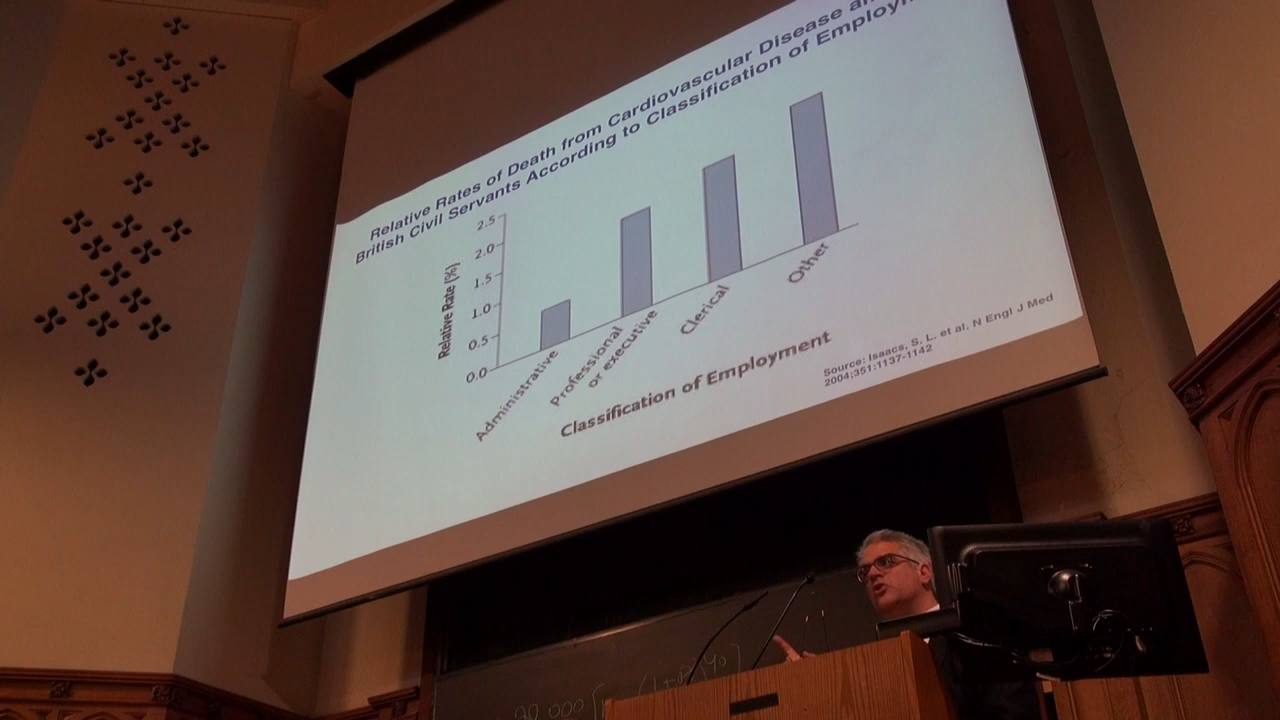 Relative Rates of Death from Cardiovascular Disease
British Civil Servants According to Classification of
2.5
2.0
1.5
1.0
0.5
0.0
Relative Rate (%)
Administrative
Professional
or executive
Clerical
Other
Classification of Employment
Source: Isaacs, S. L. et al. N Engl J Med
2004;351:1137-1142